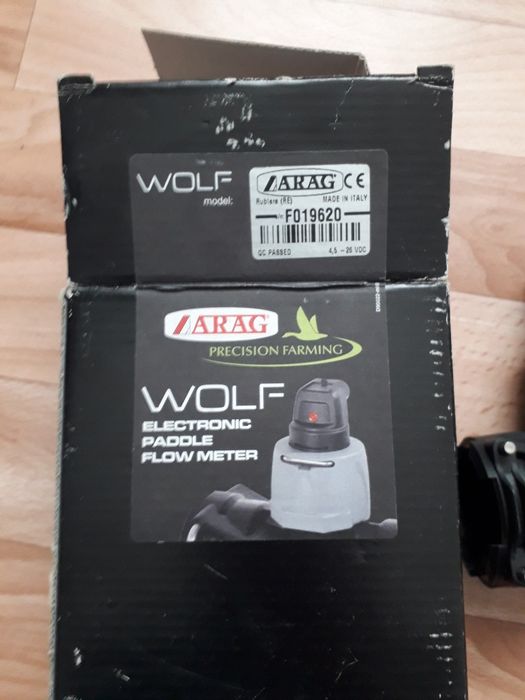 WOLF
model:
ARAG CE
Rubiera (RE) MADE IN ITALY
F019620
QC PASSED 4,5 - 26 VDC
ARAG
PRECISION FARMING
WOLF
ELECTRONIC
PADDLE
FLOW METER